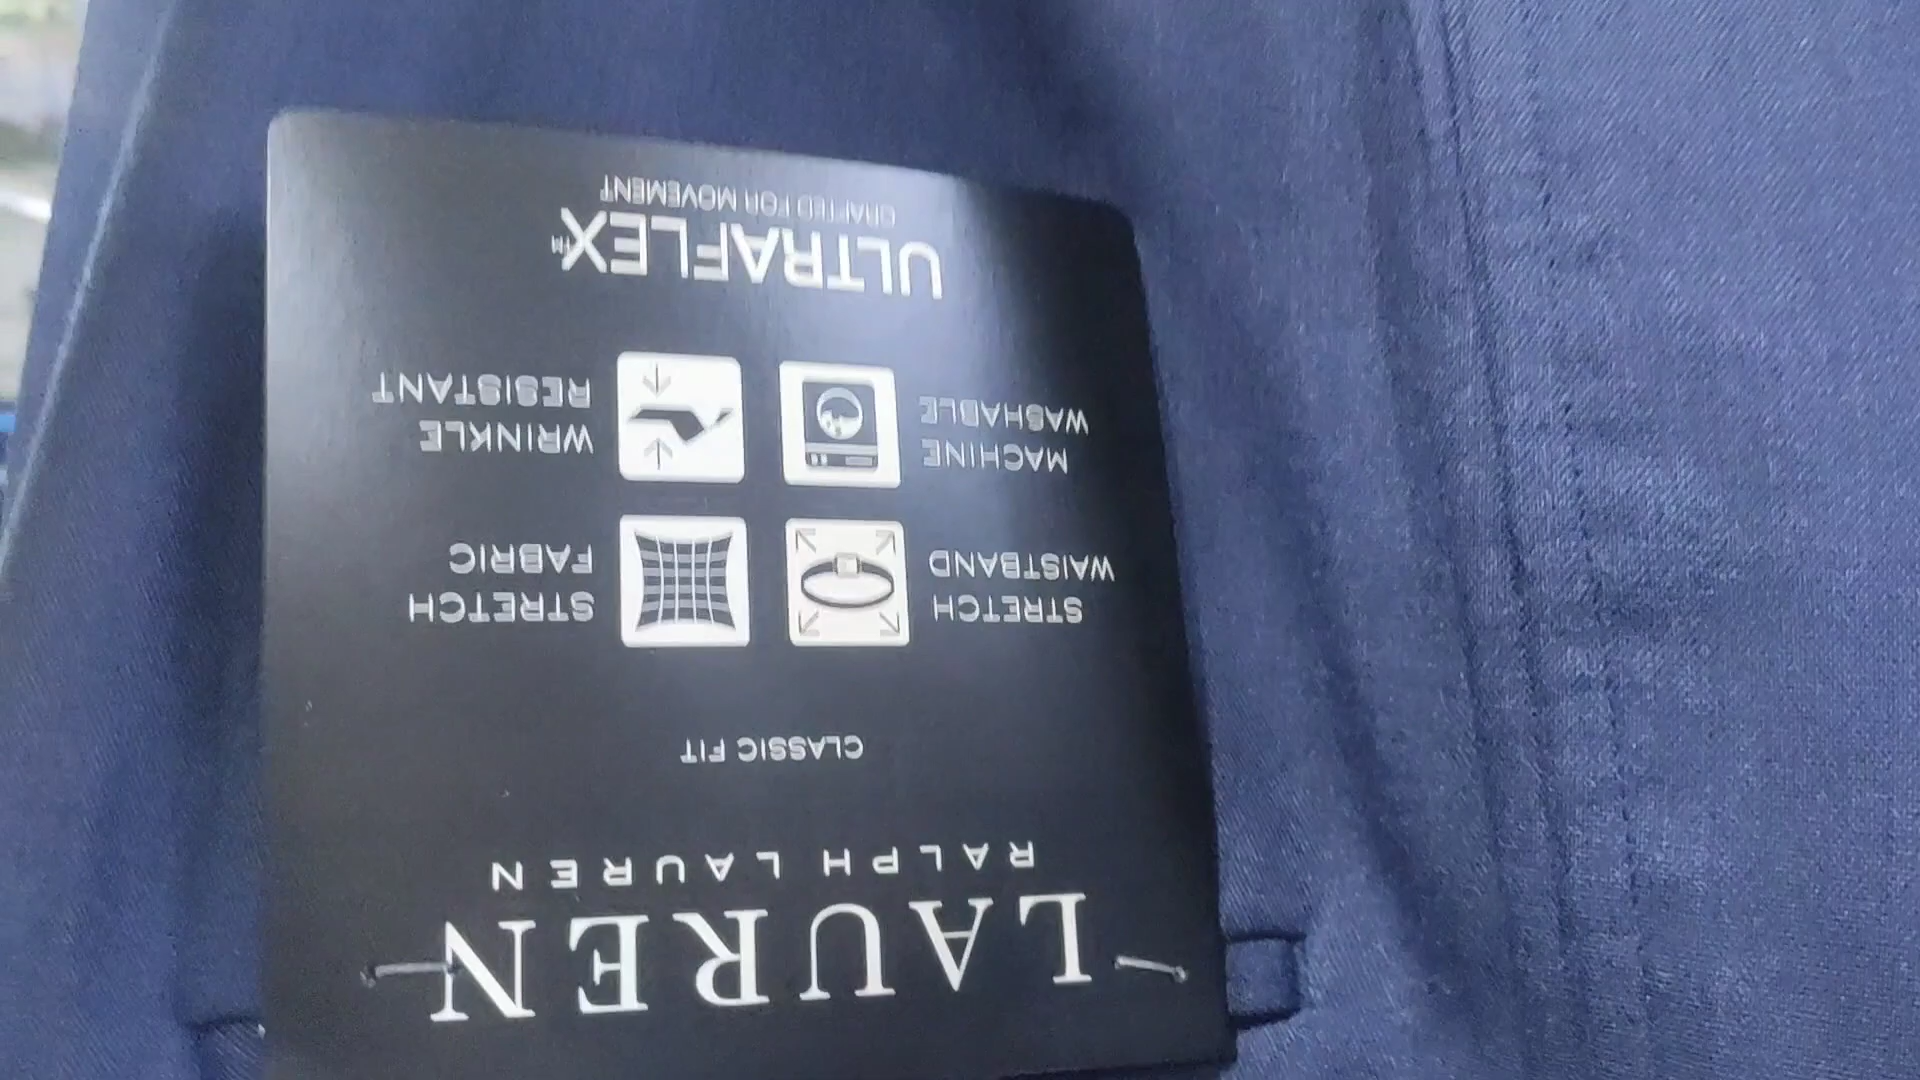 LAUREN
RALPH LAUREN
CLASSIC FIT
STRETCH
WAISTBAND
STRETCH
FABRIC
MACHINE
WASHABLE
WRINKLE
RESISTANT
ULTRAFLEX™
CRAFTED FOR MOVEMENT